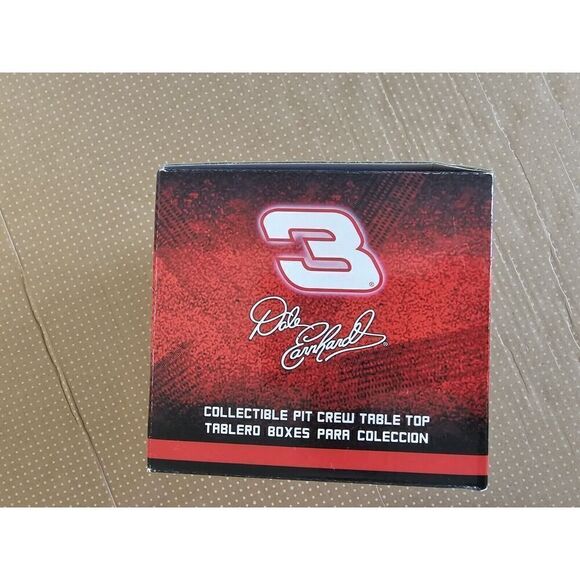 3
Dale
Earnhardt
COLLECTIBLE PIT CREW TABLE TOP
TABLERO BOXES PARA COLECCION